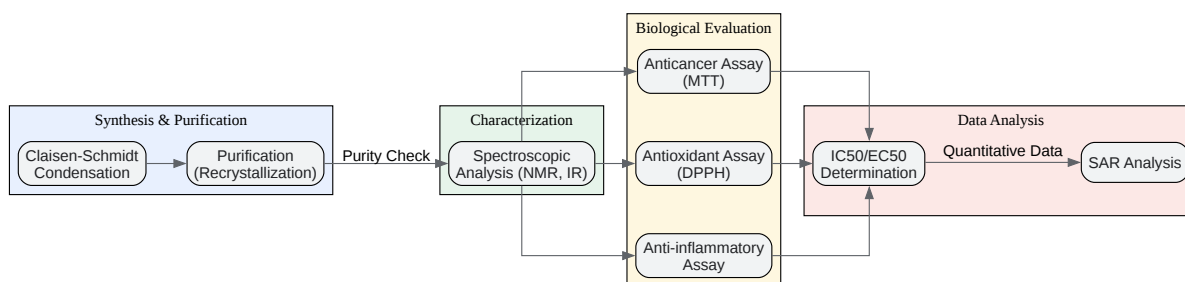 Synthesis & Purification
Claisen-Schmidt
Condensation
Purification
(Recrystallization)
Purity Check
Characterization
Spectroscopic
Analysis (NMR, IR)
Biological Evaluation
Anticancer Assay
(MTT)
Antioxidant Assay
(DPPH)
Anti-inflammatory
Assay
Data Analysis
IC50/EC50
Determination
Quantitative Data
SAR Analysis